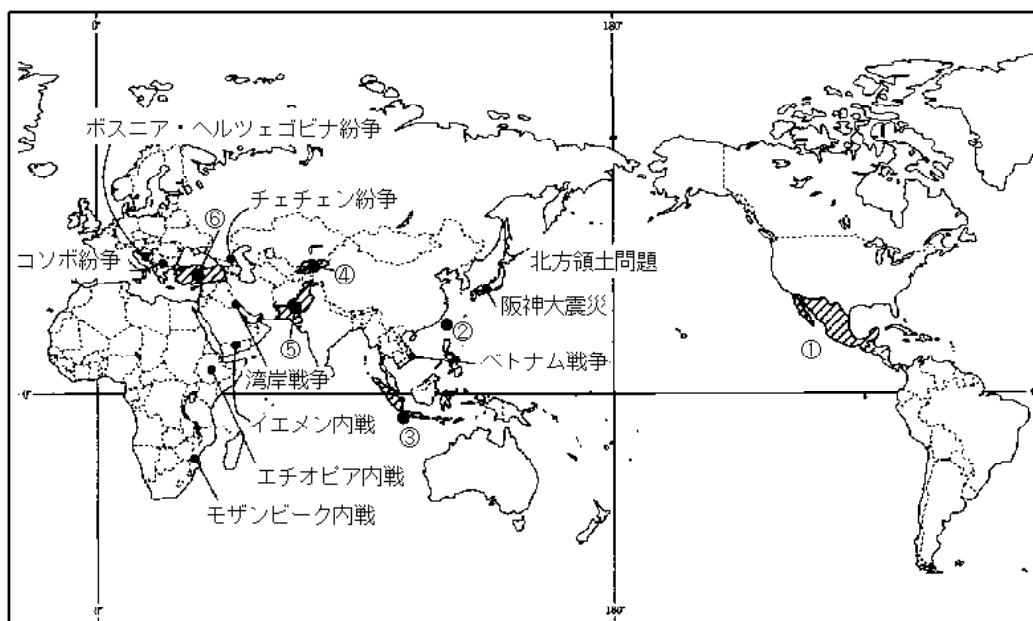 0°
180°
ボスニア・ヘルツェゴビナ紛争
⑥
チェチェン紛争
コソボ紛争
④
北方領土問題
阪神大震災
②
①
⑤
ベトナム戦争
湾岸戦争
③
イエメン内戦
エチオピア内戦
モザンビーク内戦
0°
180°